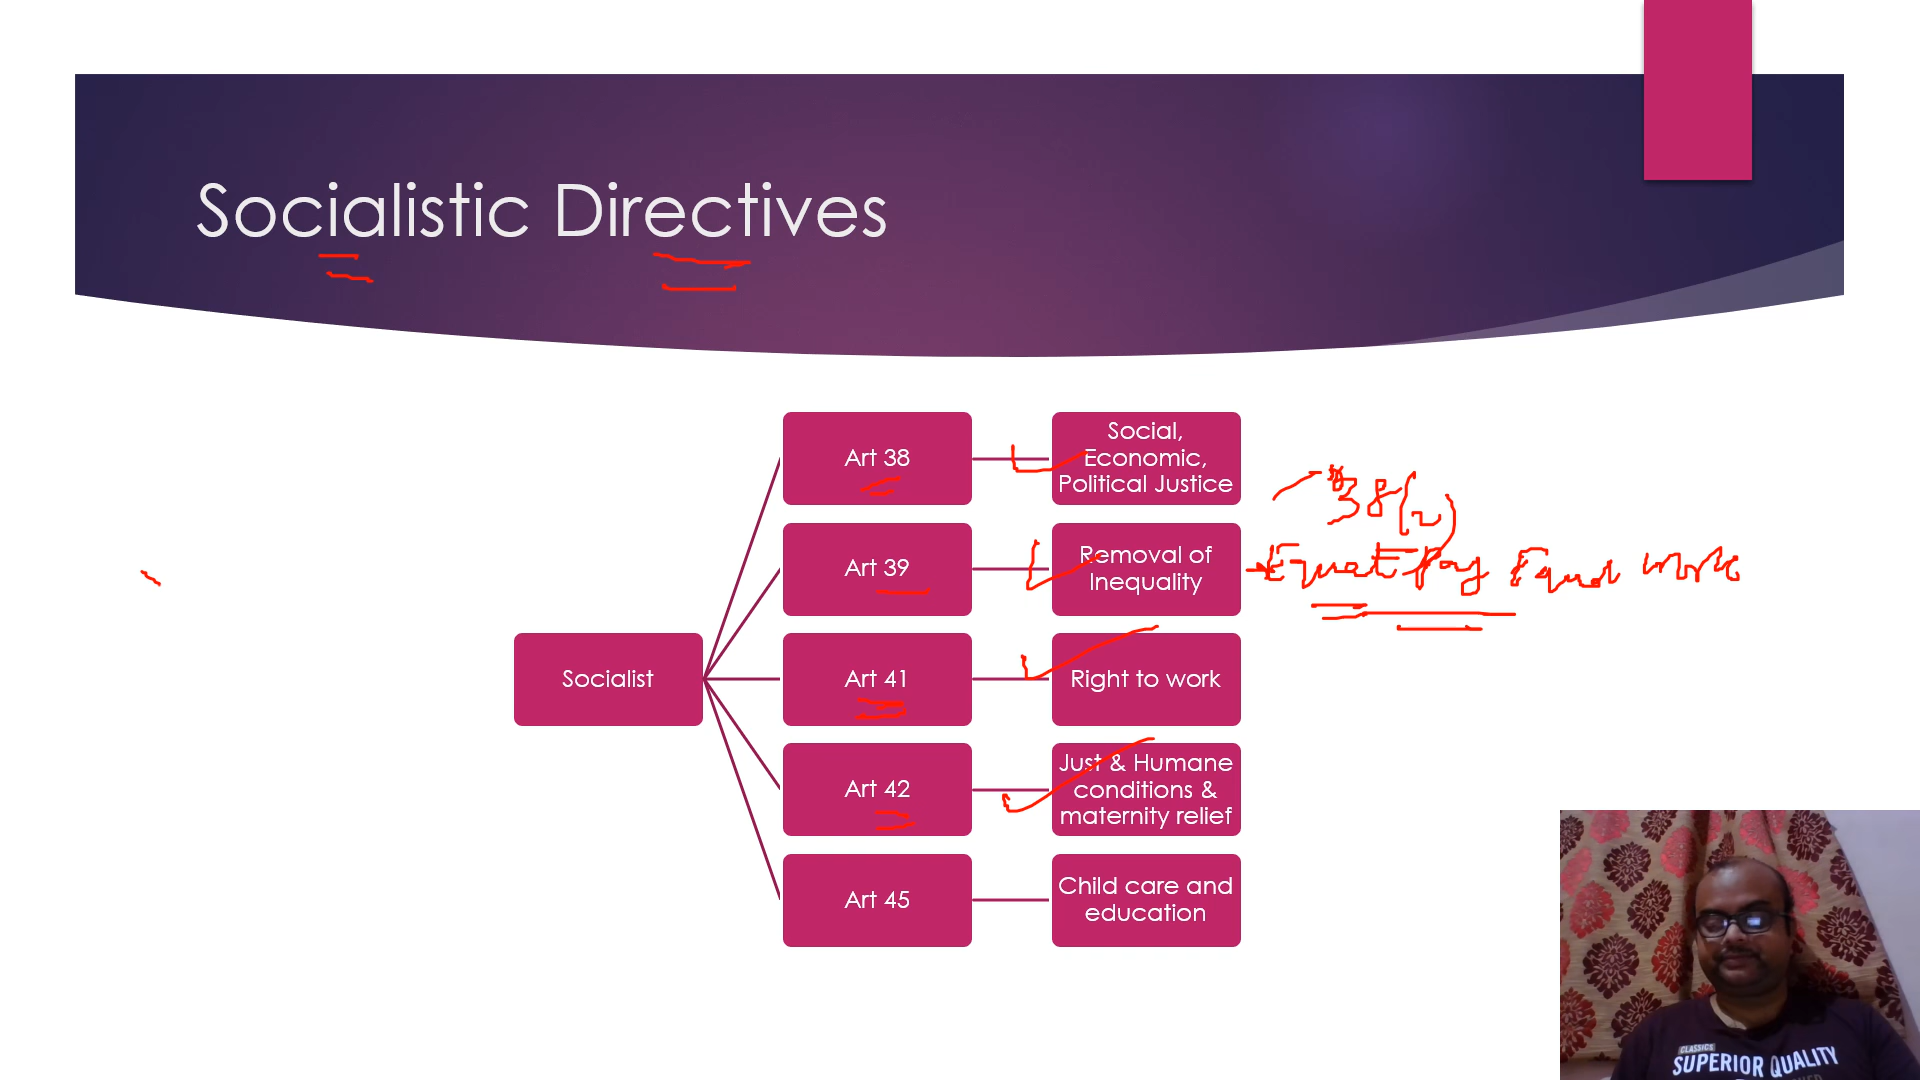 Socialistic Directives
Socialist
Art 38
Social,
Economic,
Political Justice
38(2)
Art 39
Removal of
Inequality
Equal Pay Equal work
Art 41
Right to work
Art 42
Just & Humane
conditions &
maternity relief
Art 45
Child care and
education
CLASSICS
SUPERIOR QUALITY